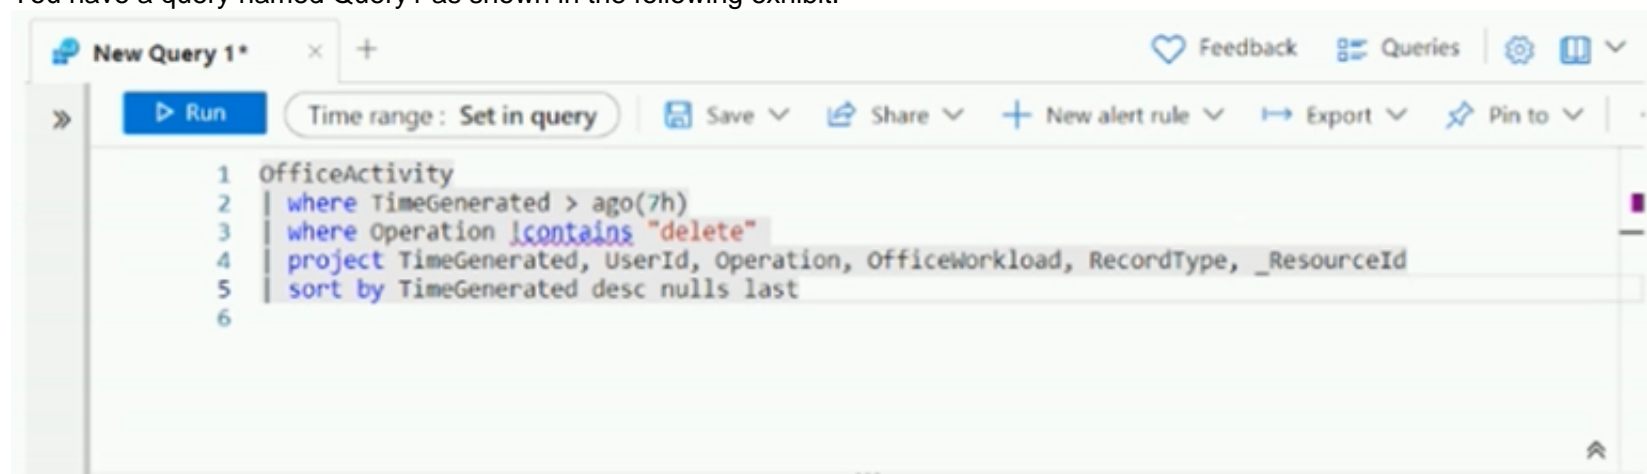 You have a query named Query1 as shown in the following exhibit.
New Query 1* × + Feedback Queries
» Run Time range : Set in query Save Share New alert rule Export Pin to
1 OfficeActivity
2 | where TimeGenerated > ago(7h)
3 | where Operation !contains "delete"
4 | project TimeGenerated, UserId, Operation, OfficeWorkload, RecordType, _ResourceId
5 | sort by TimeGenerated desc nulls last
6